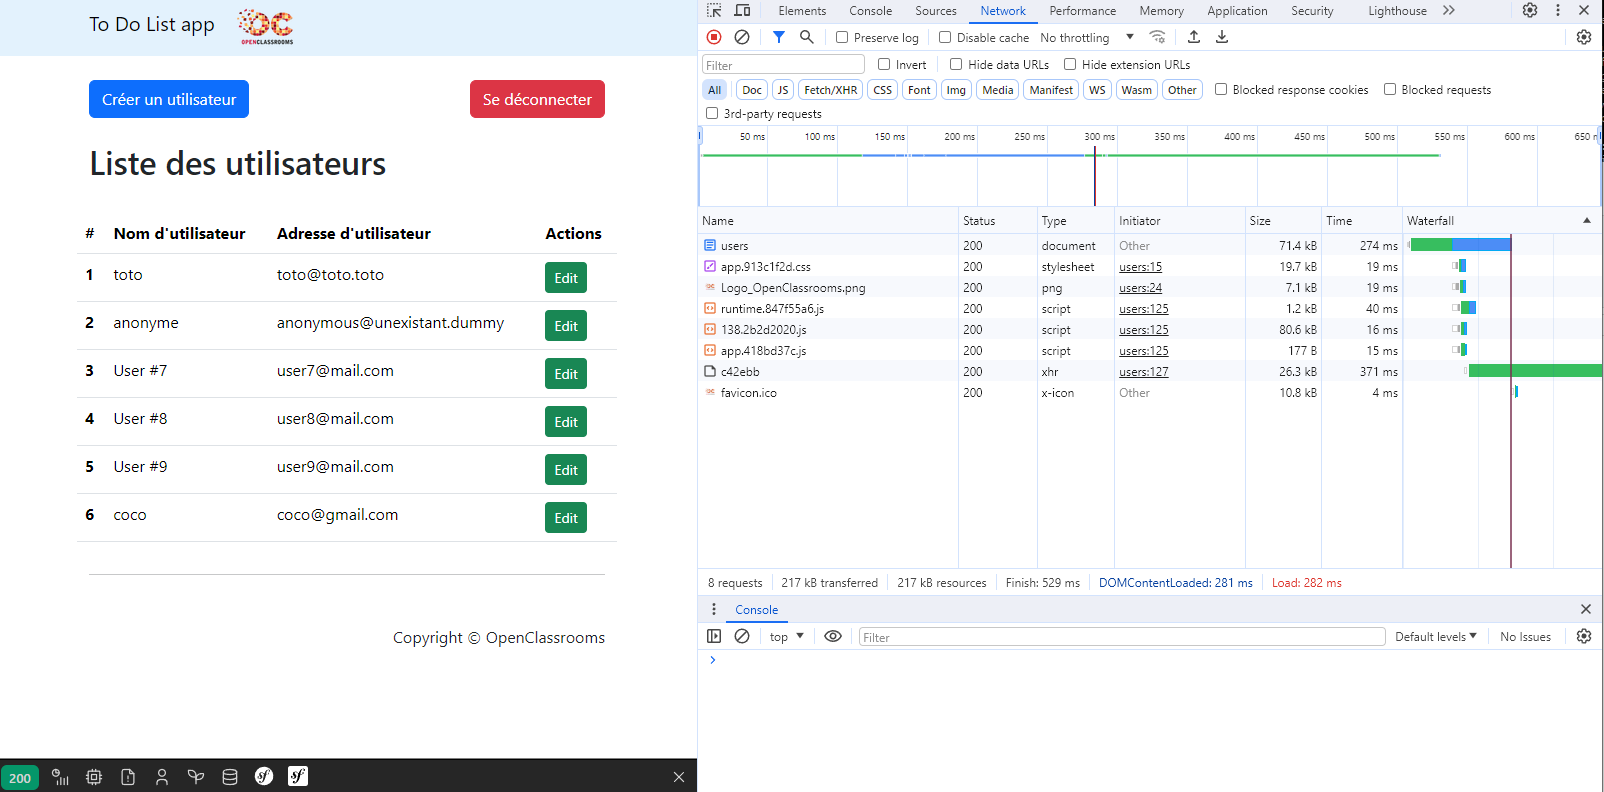 To Do List app
OC
OPENCLASSROOMS
Créer un utilisateur
Se déconnecter
Liste des utilisateurs
# Nom d'utilisateur Adresse d'utilisateur Actions
1 toto toto@toto.toto Edit
2 anonyme anonymous@unexistant.dummy Edit
3 User #7 user7@mail.com Edit
4 User #8 user8@mail.com Edit
5 User #9 user9@mail.com Edit
6 coco coco@gmail.com Edit
Copyright © OpenClassrooms
200 sf sf
Elements Console Sources Network Performance Memory Application Security Lighthouse
Preserve log Disable cache No throttling
Filter Invert Hide data URLs Hide extension URLs
All Doc JS Fetch/XHR CSS Font Img Media Manifest WS Wasm Other Blocked response cookies Blocked requests
3rd-party requests
50 ms 100 ms 150 ms 200 ms 250 ms 300 ms 350 ms 400 ms 450 ms 500 ms 550 ms 600 ms 650
Name Status Type Initiator Size Time Waterfall
users 200 document Other 71.4 kB 274 ms
app.913c1f2d.css 200 stylesheet users:15 19.7 kB 19 ms
Logo_OpenClassrooms.png 200 png users:24 7.1 kB 19 ms
runtime.847f55a6.js 200 script users:125 1.2 kB 40 ms
138.2b2d2020.js 200 script users:125 80.6 kB 16 ms
app.418bd37c.js 200 script users:125 177 B 15 ms
c42ebb 200 xhr users:127 26.3 kB 371 ms
favicon.ico 200 x-icon Other 10.8 kB 4 ms
8 requests 217 kB transferred 217 kB resources Finish: 529 ms DOMContentLoaded: 281 ms Load: 282 ms
Console
top Filter Default levels No Issues